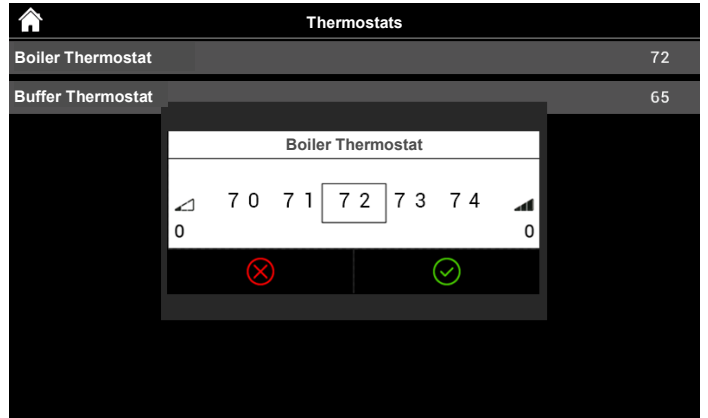 Thermostats
Boiler Thermostat 72
Buffer Thermostat 65
Boiler Thermostat
70 71 72 73 74
0 0